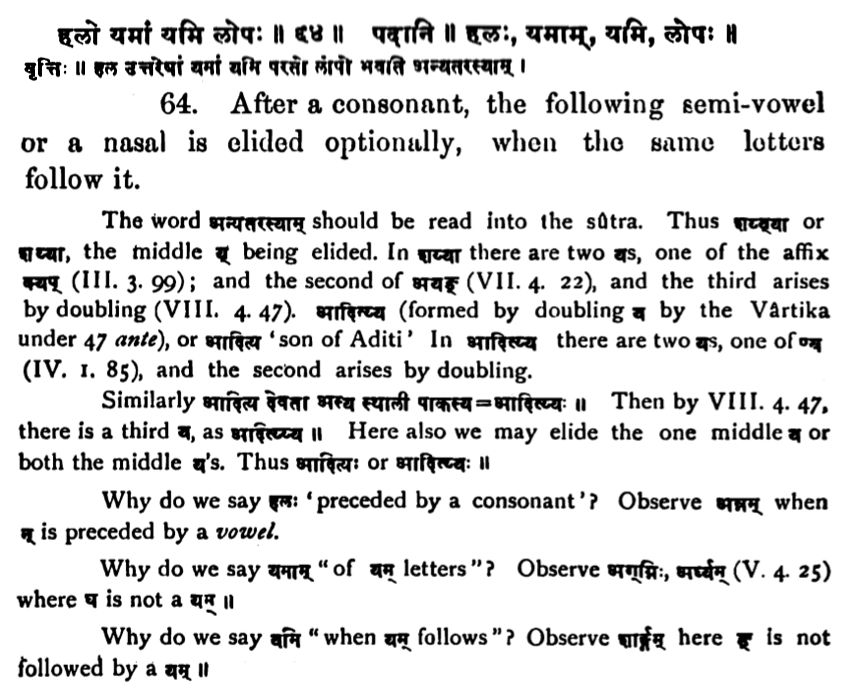 हलो यमां यमि लोपः ॥ ६४ ॥ पदानि ॥ हलः, यमाम्, यमि, लोपः ॥
वृत्तिः ॥ हल उत्तरेषां यमां यमि परतो लोपो भवति अन्यतरस्याम् ।
64. After a consonant, the following semi-vowel
or a nasal is elided optionally, when the same letters
follow it.
The word अन्यतरस्याम् should be read into the sûtra. Thus or
शय्या, the middle य् being elided. In शय्या there are two यs, one of the affix
क्यप् (III. 3. 99); and the second of अयङ् (VII. 4. 22), and the third arises
by doubling (VIII. 4. 47). आदित्य्य (formed by doubling य by the Vârtika
under 47 ante), or आदित्य 'son of Aditi' In आदित्य्य there are two यs, one of ण्य
(IV. 1. 85), and the second arises by doubling.
Similarly आदित्य देवता अस्य स्थाली पाकस्य=आदित्य्यः ॥ Then by VIII. 4. 47,
there is a third य, as आदित्य्य्य ॥ Here also we may elide the one middle य or
both the middle य्'s. Thus आदित्यः or आदित्य्यः ॥
Why do we say हलः 'preceded by a consonant'? Observe अन्नम् when
न् is preceded by a vowel.
Why do we say यमाम् "of यम् letters"? Observe अग्ग्निः, अर्घ्यम् (V. 4. 25)
where घ is not a यम् ॥
Why do we say यमि "when यम् follows"? Observe शार्ङ्गम् here ङ् is not
followed by a यम् ॥